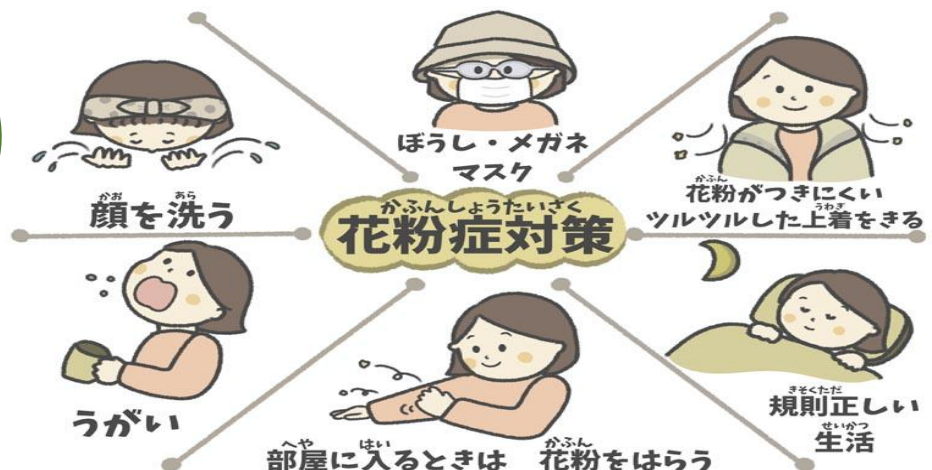 かふんしょうたいさく
花粉症対策
ぼうし・メガネ
マスク
かふん
花粉がつきにくい
うわぎ
ツルツルした上着をきる
きそくただ
規則正しい
せいかつ
生活
へや はい かふん
部屋に入るときは 花粉をはらう
うがい
かお あら
顔を洗う